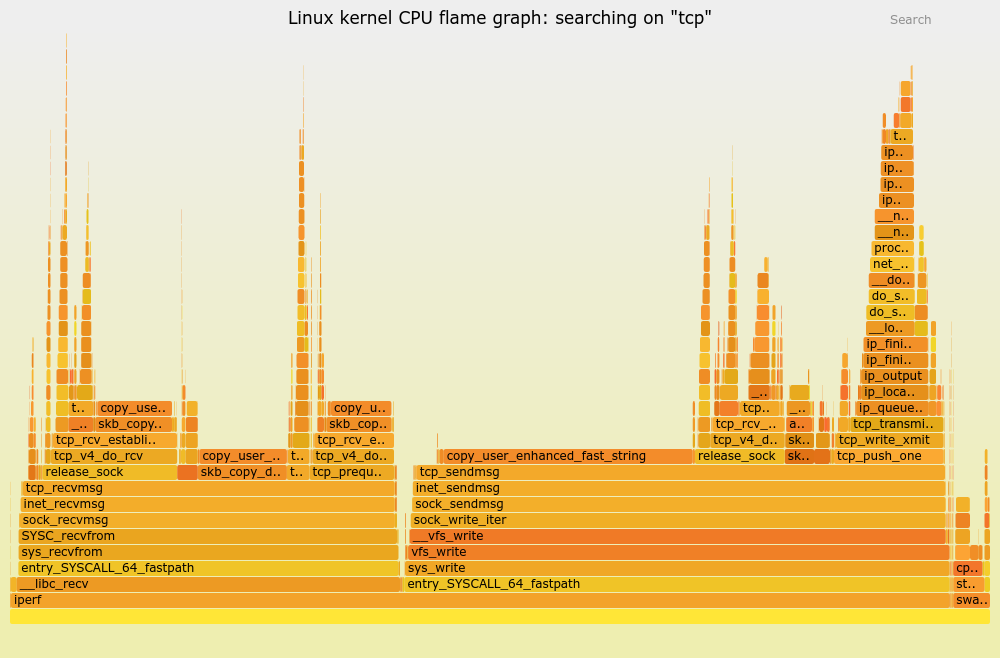 Linux kernel CPU flame graph: searching on "tcp"
Search
t..
ip..
ip..
ip..
ip..
__n..
__n..
proc..
net_..
__do..
do_s..
do_s..
__lo..
ip_fini..
ip_fini..
ip_output
_.. ip_loca..
t.. copy_use.. copy_u.. tcp.. _.. ip_queue..
_.. skb_copy.. skb_cop.. tcp_rcv_.. a.. tcp_transmi..
tcp_rcv_establi.. tcp_rcv_e.. tcp_v4_d.. sk.. tcp_write_xmit
tcp_v4_do_rcv copy_user_.. t.. tcp_v4_do.. copy_user_enhanced_fast_string release_sock sk.. tcp_push_one
release_sock skb_copy_d.. t.. tcp_prequ.. tcp_sendmsg
tcp_recvmsg inet_sendmsg
inet_recvmsg sock_sendmsg
sock_recvmsg sock_write_iter
SYSC_recvfrom __vfs_write
sys_recvfrom vfs_write
entry_SYSCALL_64_fastpath sys_write cp..
__libc_recv entry_SYSCALL_64_fastpath st..
iperf swa..